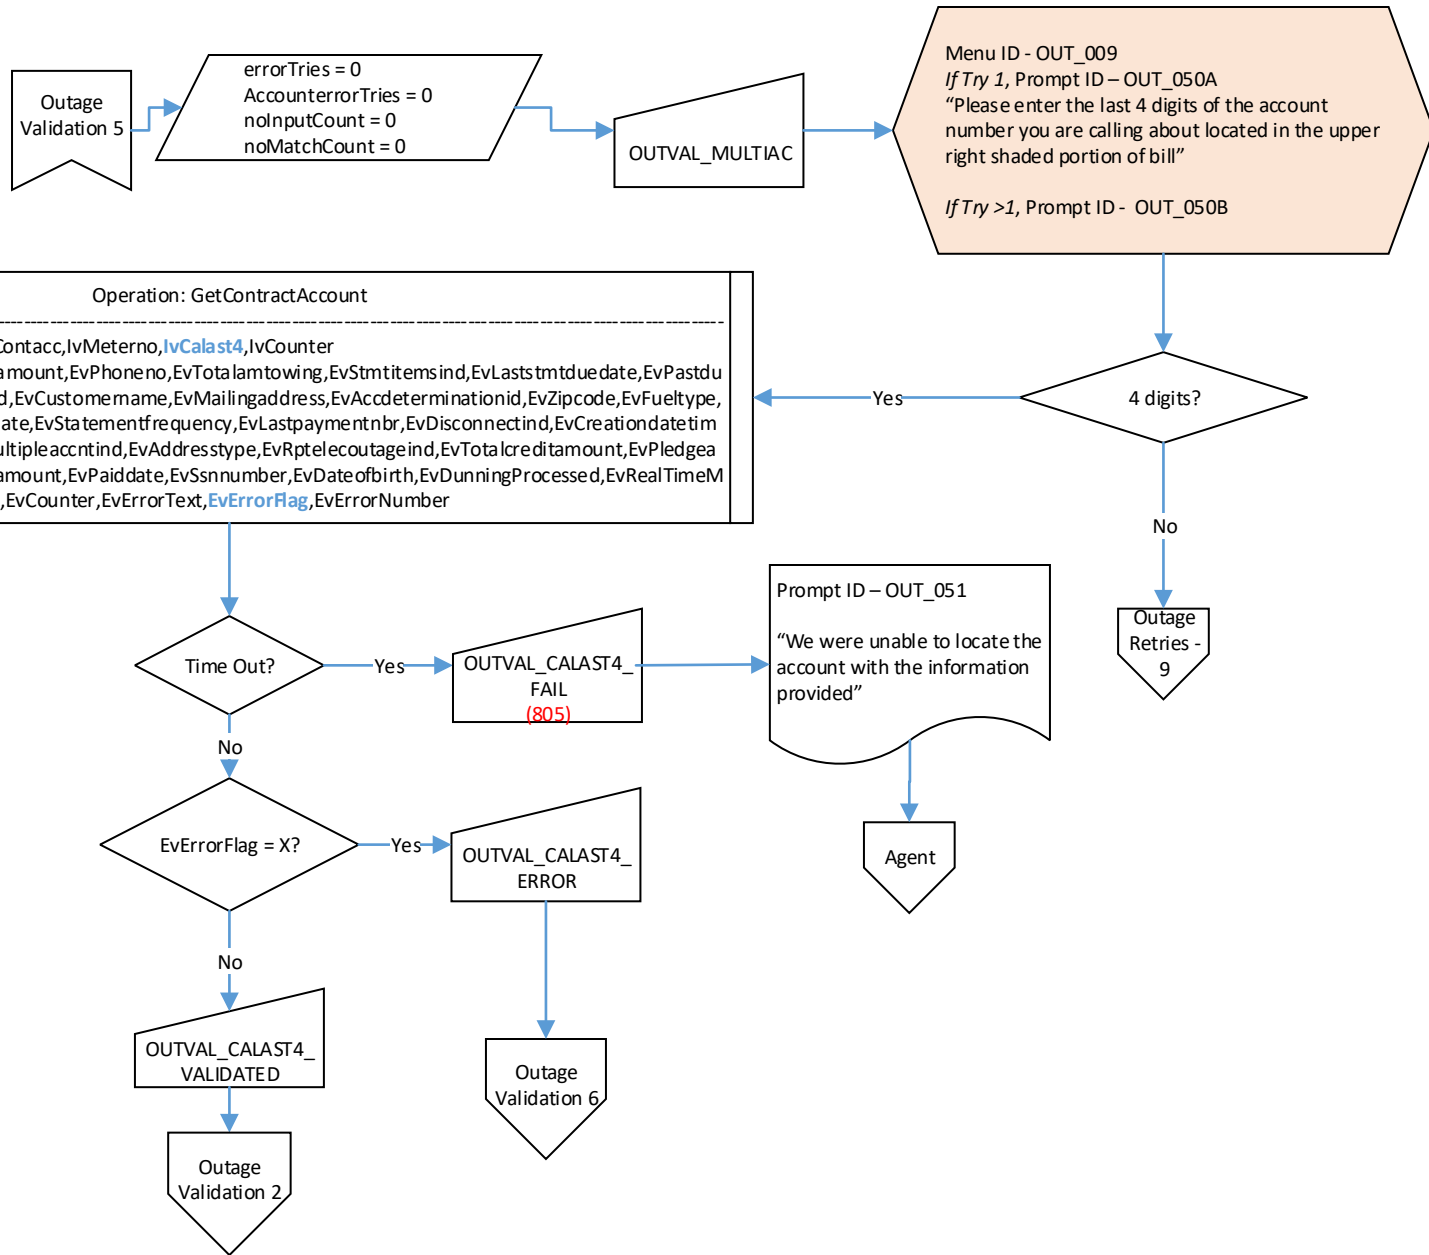 Outage
Validation 5
errorTries = 0
AccounterrorTries = 0
noInputCount = 0
noMatchCount = 0
OUTVAL_MULTIAC
Menu ID - OUT_009
If Try 1, Prompt ID – OUT_050A
“Please enter the last 4 digits of the account
number you are calling about located in the upper
right shaded portion of bill”
If Try >1, Prompt ID - OUT_050B
Operation: GetContractAccount
Contacc,IvMeterno,IvCalast4,IvCounter
amount,EvPhoneno,EvTotalamtowing,EvStmtitemsind,EvLaststmtduedate,EvPastdu
d,EvCustomername,EvMailingaddress,EvAccdeterminationid,EvZipcode,EvFueltype,
ate,EvStatementfrequency,EvLastpaymentnbr,EvDisconnectind,EvCreationdatetim
ultipleaccntind,EvAddresstype,EvRptelecoutageind,EvTotalcreditamount,EvPledgea
amount,EvPaiddate,EvSsnnumber,EvDateofbirth,EvDunningProcessed,EvRealTimeM
,EvCounter,EvErrorText,EvErrorFlag,EvErrorNumber
Yes
4 digits?
No
Outage
Retries -
9
Time Out?
Yes
OUTVAL_CALAST4_
FAIL
(805)
Prompt ID – OUT_051
“We were unable to locate the
account with the information
provided”
Agent
No
EvErrorFlag = X?
Yes
OUTVAL_CALAST4_
ERROR
Outage
Validation 6
No
OUTVAL_CALAST4_
VALIDATED
Outage
Validation 2